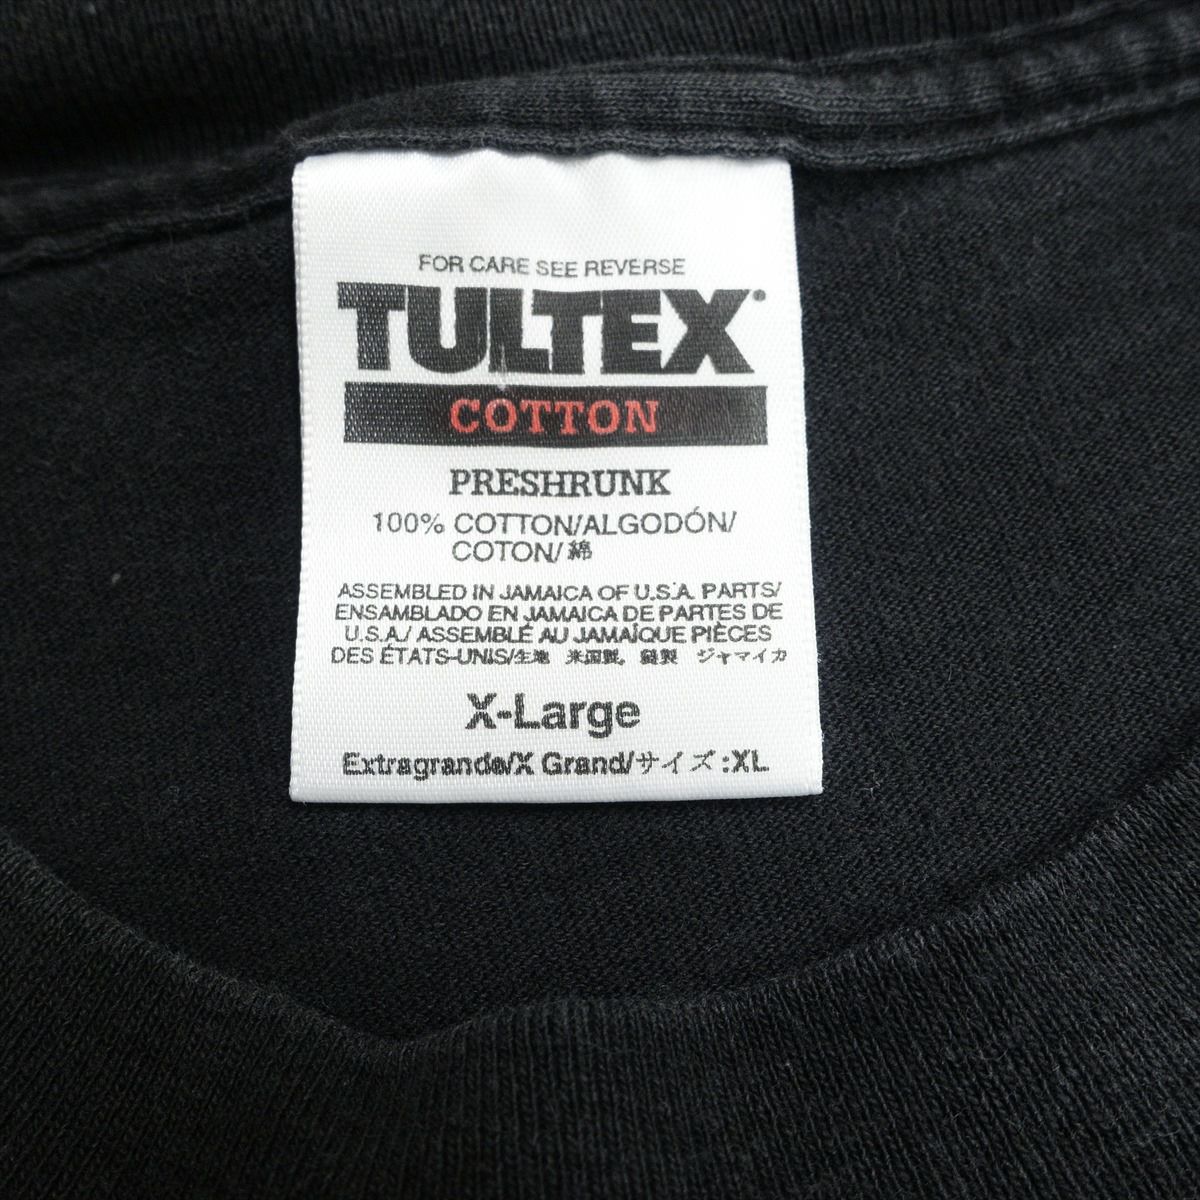 FOR CARE SEE REVERSE
TULTEX®
COTTON
PRESHRUNK
100% COTTON/ALGODÓN/
COTON/綿
ASSEMBLED IN JAMAICA OF U.S.A. PARTS/
ENSAMBLADO EN JAMAICA DE PARTES DE
U.S.A./ ASSEMBLÉ AU JAMAÏQUE PIÈCES
DES ÉTATS-UNIS/生地 米国製, 縫製 ジャマイカ
X-Large
Extragrande/X Grand/サイズ:XL